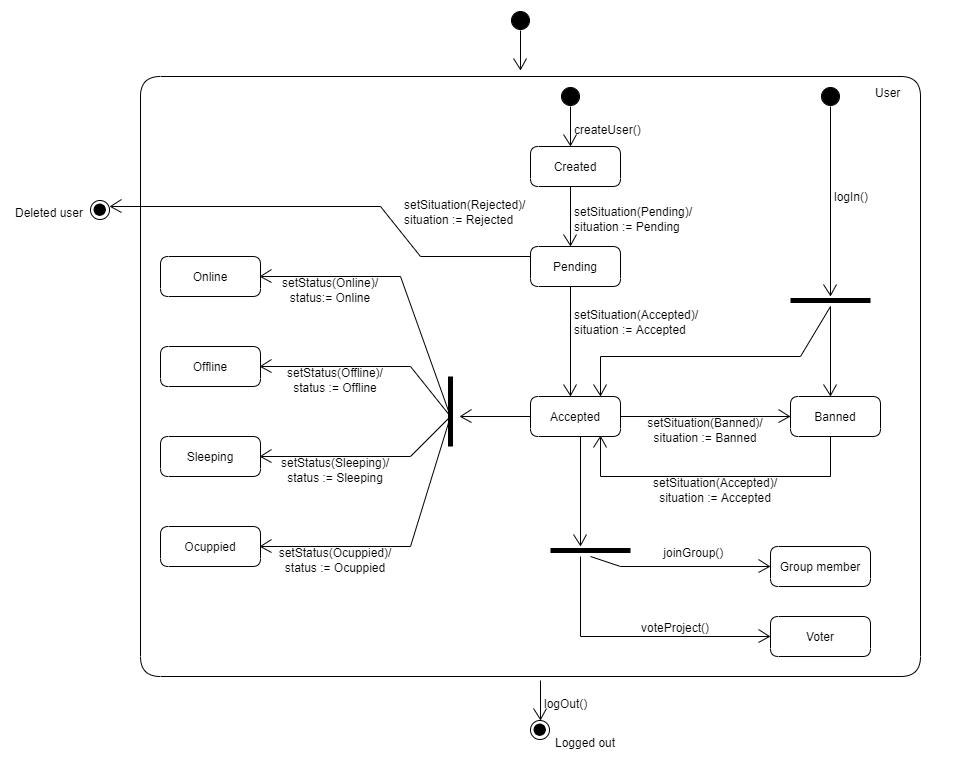 User
createUser()
Created
logIn()
setSituation(Rejected)/
situation := Rejected
setSituation(Pending)/
situation := Pending
Deleted user
Pending
Online
setStatus(Online)/
status:= Online
setSituation(Accepted)/
situation := Accepted
Offline
setStatus(Offline)/
status := Offline
Accepted
setSituation(Banned)/
situation := Banned
Banned
Sleeping
setStatus(Sleeping)/
status := Sleeping
setSituation(Accepted)/
situation := Accepted
Ocuppied
setStatus(Ocuppied)/
status := Ocuppied
joinGroup()
Group member
voteProject()
Voter
logOut()
Logged out